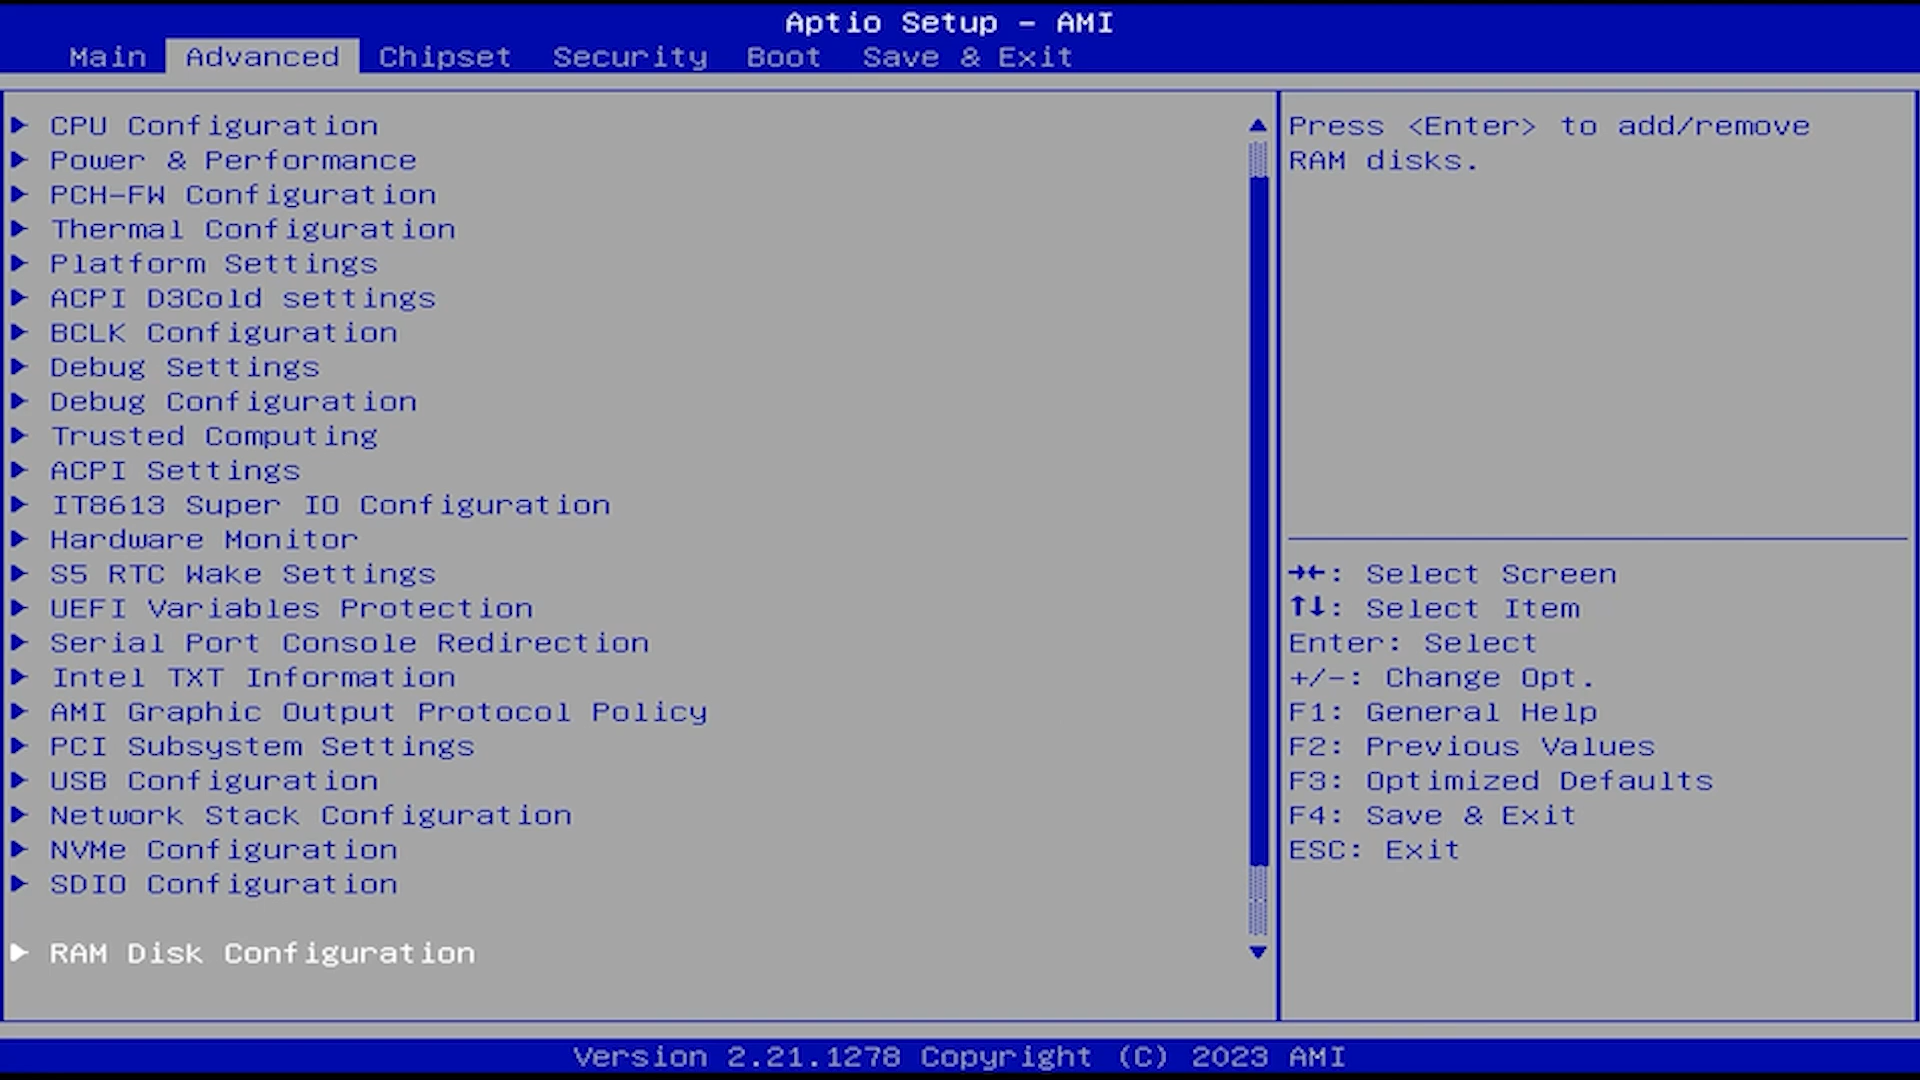 Aptio Setup - AMI
Main Advanced Chipset Security Boot Save & Exit
CPU Configuration
Power & Performance
PCH-FW Configuration
Thermal Configuration
Platform Settings
ACPI D3Cold settings
BCLK Configuration
Debug Settings
Debug Configuration
Trusted Computing
ACPI Settings
IT8613 Super IO Configuration
Hardware Monitor
S5 RTC Wake Settings
UEFI Variables Protection
Serial Port Console Redirection
Intel TXT Information
AMI Graphic Output Protocol Policy
PCI Subsystem Settings
USB Configuration
Network Stack Configuration
NVMe Configuration
SDIO Configuration
RAM Disk Configuration
Press <Enter> to add/remove
RAM disks.
→←: Select Screen
↑↓: Select Item
Enter: Select
+/-: Change Opt.
F1: General Help
F2: Previous Values
F3: Optimized Defaults
F4: Save & Exit
ESC: Exit
Version 2.21.1278 Copyright (C) 2023 AMI